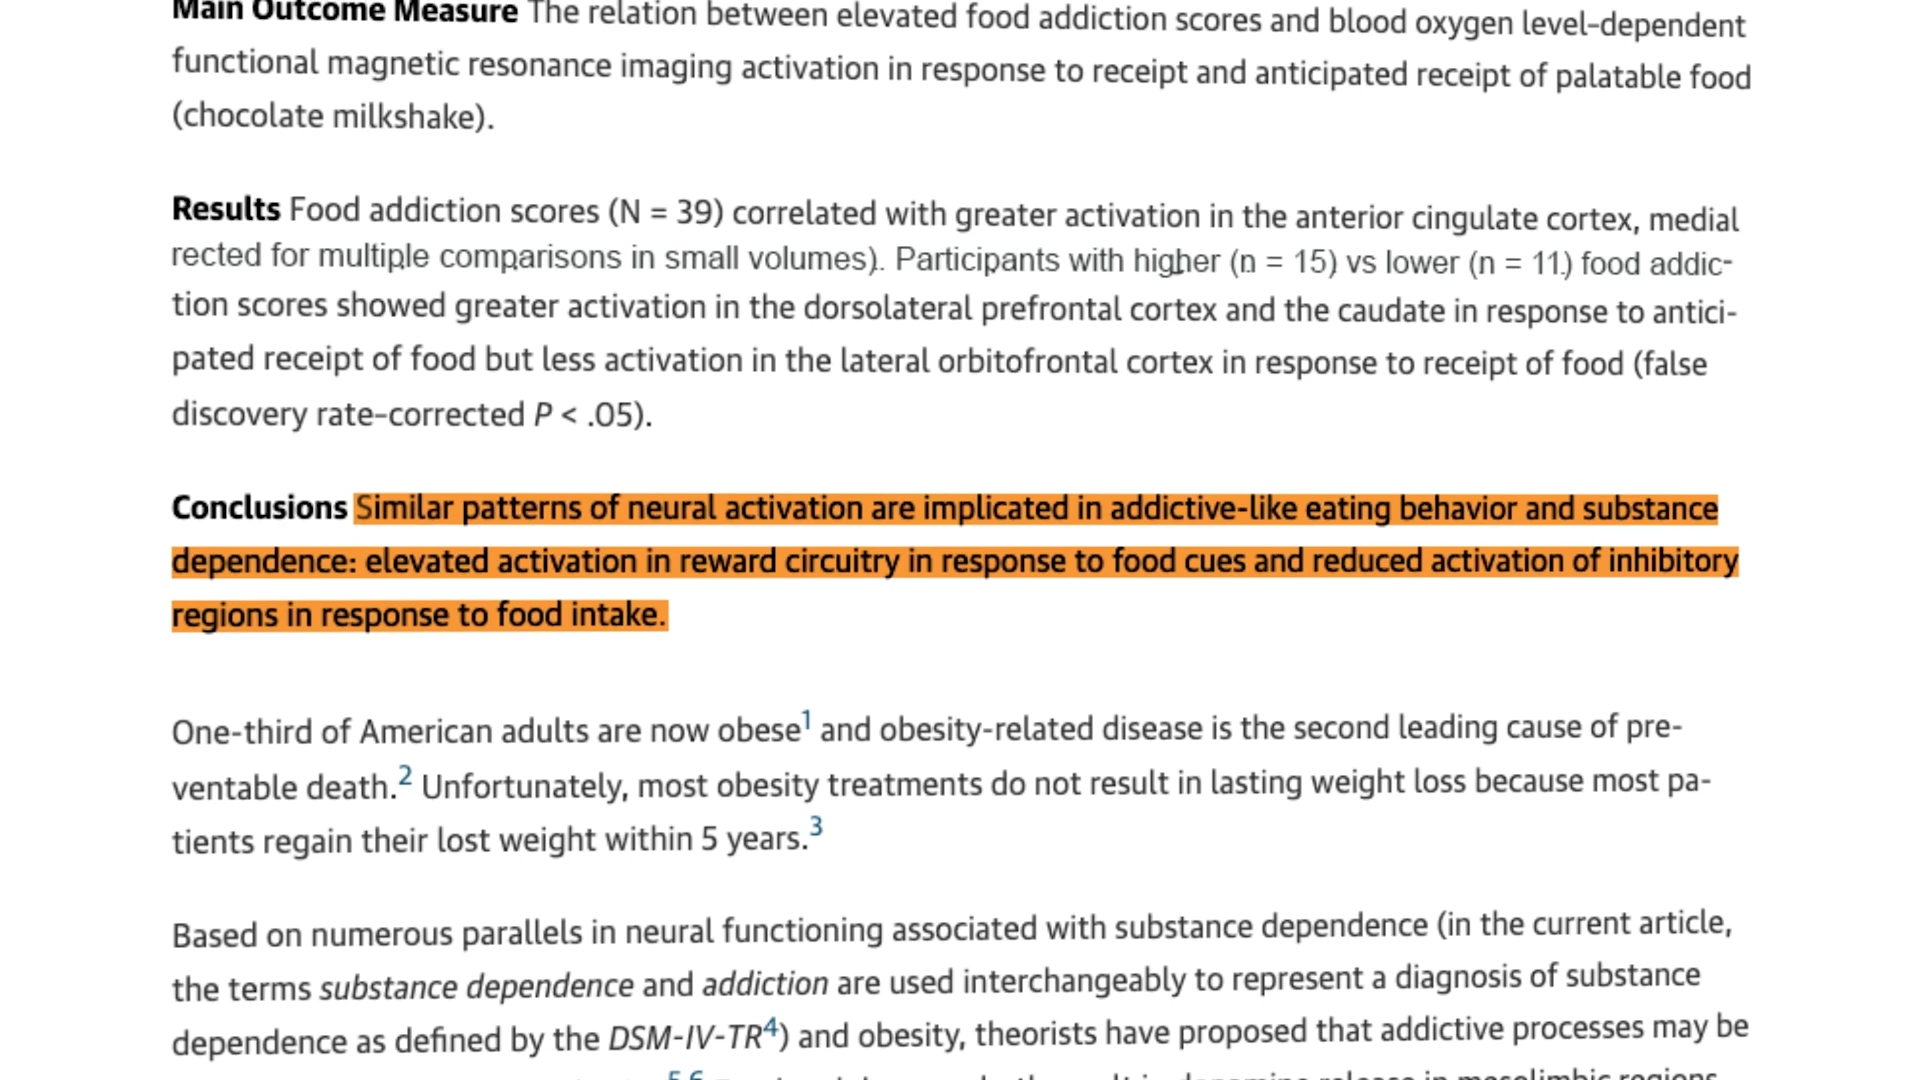 Main Outcome Measure The relation between elevated food addiction scores and blood oxygen level–dependent
functional magnetic resonance imaging activation in response to receipt and anticipated receipt of palatable food
(chocolate milkshake).
Results Food addiction scores (N = 39) correlated with greater activation in the anterior cingulate cortex, medial
rected for multiple comparisons in small volumes). Participants with higher (n = 15) vs lower (n = 11) food addic-
tion scores showed greater activation in the dorsolateral prefrontal cortex and the caudate in response to antici-
pated receipt of food but less activation in the lateral orbitofrontal cortex in response to receipt of food (false
discovery rate–corrected P < .05).
Conclusions Similar patterns of neural activation are implicated in addictive-like eating behavior and substance
dependence: elevated activation in reward circuitry in response to food cues and reduced activation of inhibitory
regions in response to food intake.
One-third of American adults are now obese1 and obesity-related disease is the second leading cause of pre-
ventable death.2 Unfortunately, most obesity treatments do not result in lasting weight loss because most pa-
tients regain their lost weight within 5 years.3
Based on numerous parallels in neural functioning associated with substance dependence (in the current article,
the terms substance dependence and addiction are used interchangeably to represent a diagnosis of substance
dependence as defined by the DSM-IV-TR4) and obesity, theorists have proposed that addictive processes may be